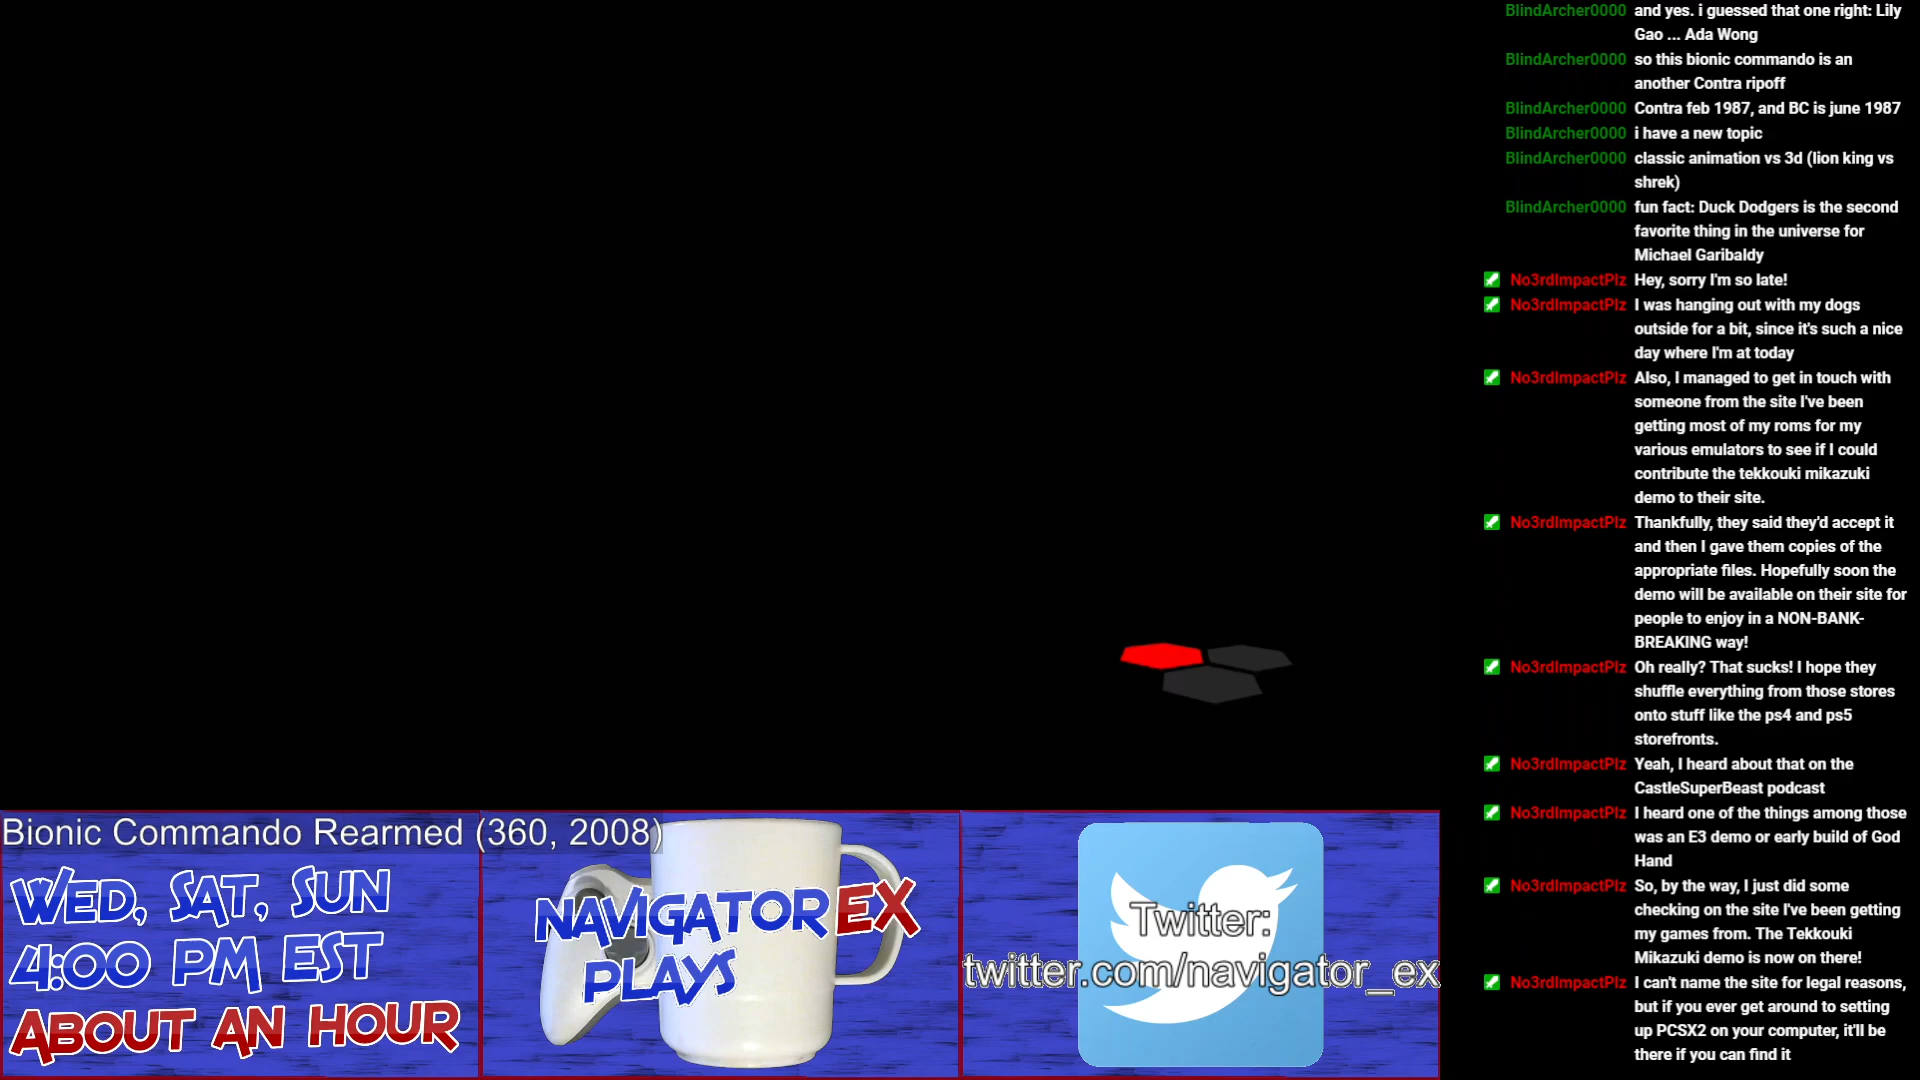 BlindArcher0000 and yes. i guessed that one right: Lily
Gao ... Ada Wong
BlindArcher0000 so this bionic commando is an
another Contra ripoff
BlindArcher0000 Contra feb 1987, and BC is june 1987
BlindArcher0000 i have a new topic
BlindArcher0000 classic animation vs 3d (lion king vs
shrek)
BlindArcher0000 fun fact: Duck Dodgers is the second
favorite thing in the universe for
Michael Garibaldy
No3rdImpactPlz Hey, sorry I'm so late!
No3rdImpactPlz I was hanging out with my dogs
outside for a bit, since it's such a nice
day where I'm at today
No3rdImpactPlz Also, I managed to get in touch with
someone from the site I've been
getting most of my roms for my
various emulators to see if I could
contribute the tekkouki mikazuki
demo to their site.
No3rdImpactPlz Thankfully, they said they'd accept it
and then I gave them copies of the
appropriate files. Hopefully soon the
demo will be available on their site for
people to enjoy in a NON-BANK-
BREAKING way!
No3rdImpactPlz Oh really? That sucks! I hope they
shuffle everything from those stores
onto stuff like the ps4 and ps5
storefronts.
No3rdImpactPlz Yeah, I heard about that on the
CastleSuperBeast podcast
No3rdImpactPlz I heard one of the things among those
was an E3 demo or early build of God
Hand
No3rdImpactPlz So, by the way, I just did some
checking on the site I've been getting
my games from. The Tekkouki
Mikazuki demo is now on there!
No3rdImpactPlz I can't name the site for legal reasons,
but if you ever get around to setting
up PCSX2 on your computer, it'll be
there if you can find it
Bionic Commando Rearmed (360, 2008)
WED, SAT, SUN
4:00 PM EST
ABOUT AN HOUR
NAVIGATOR EX
PLAYS
Twitter:
twitter.com/navigator_ex